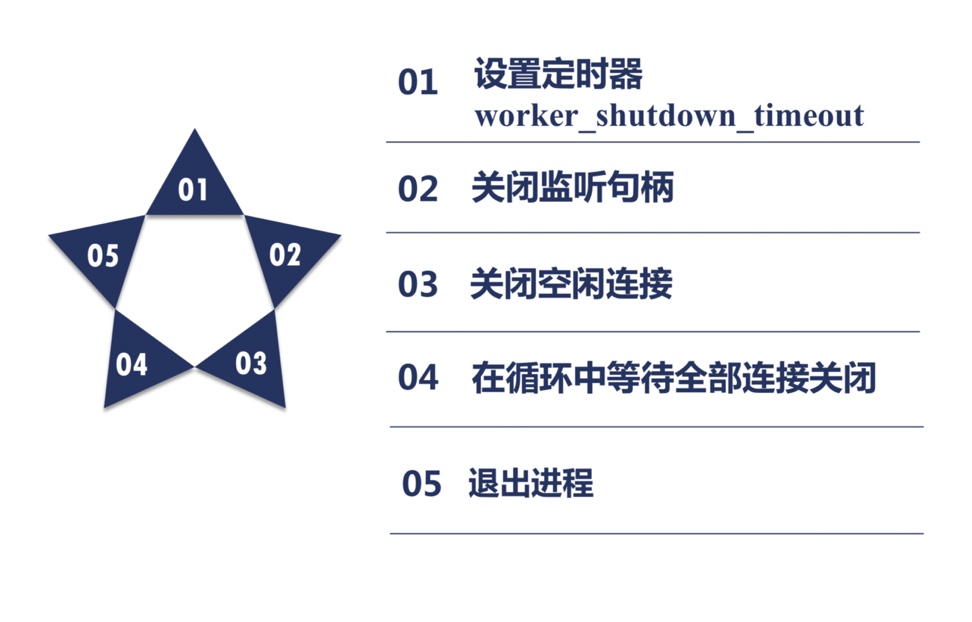 01
02
03
04
05
01 设置定时器
worker_shutdown_timeout
02 关闭监听句柄
03 关闭空闲连接
04 在循环中等待全部连接关闭
05 退出进程